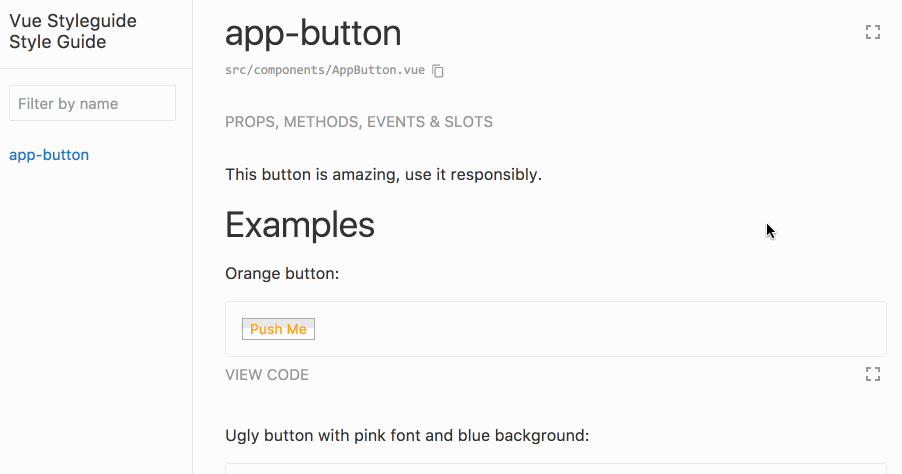 Vue Styleguide
Style Guide
Filter by name
app-button
app-button
src/components/AppButton.vue
PROPS, METHODS, EVENTS & SLOTS
This button is amazing, use it responsibly.
Examples
Orange button:
Push Me
VIEW CODE
Ugly button with pink font and blue background: